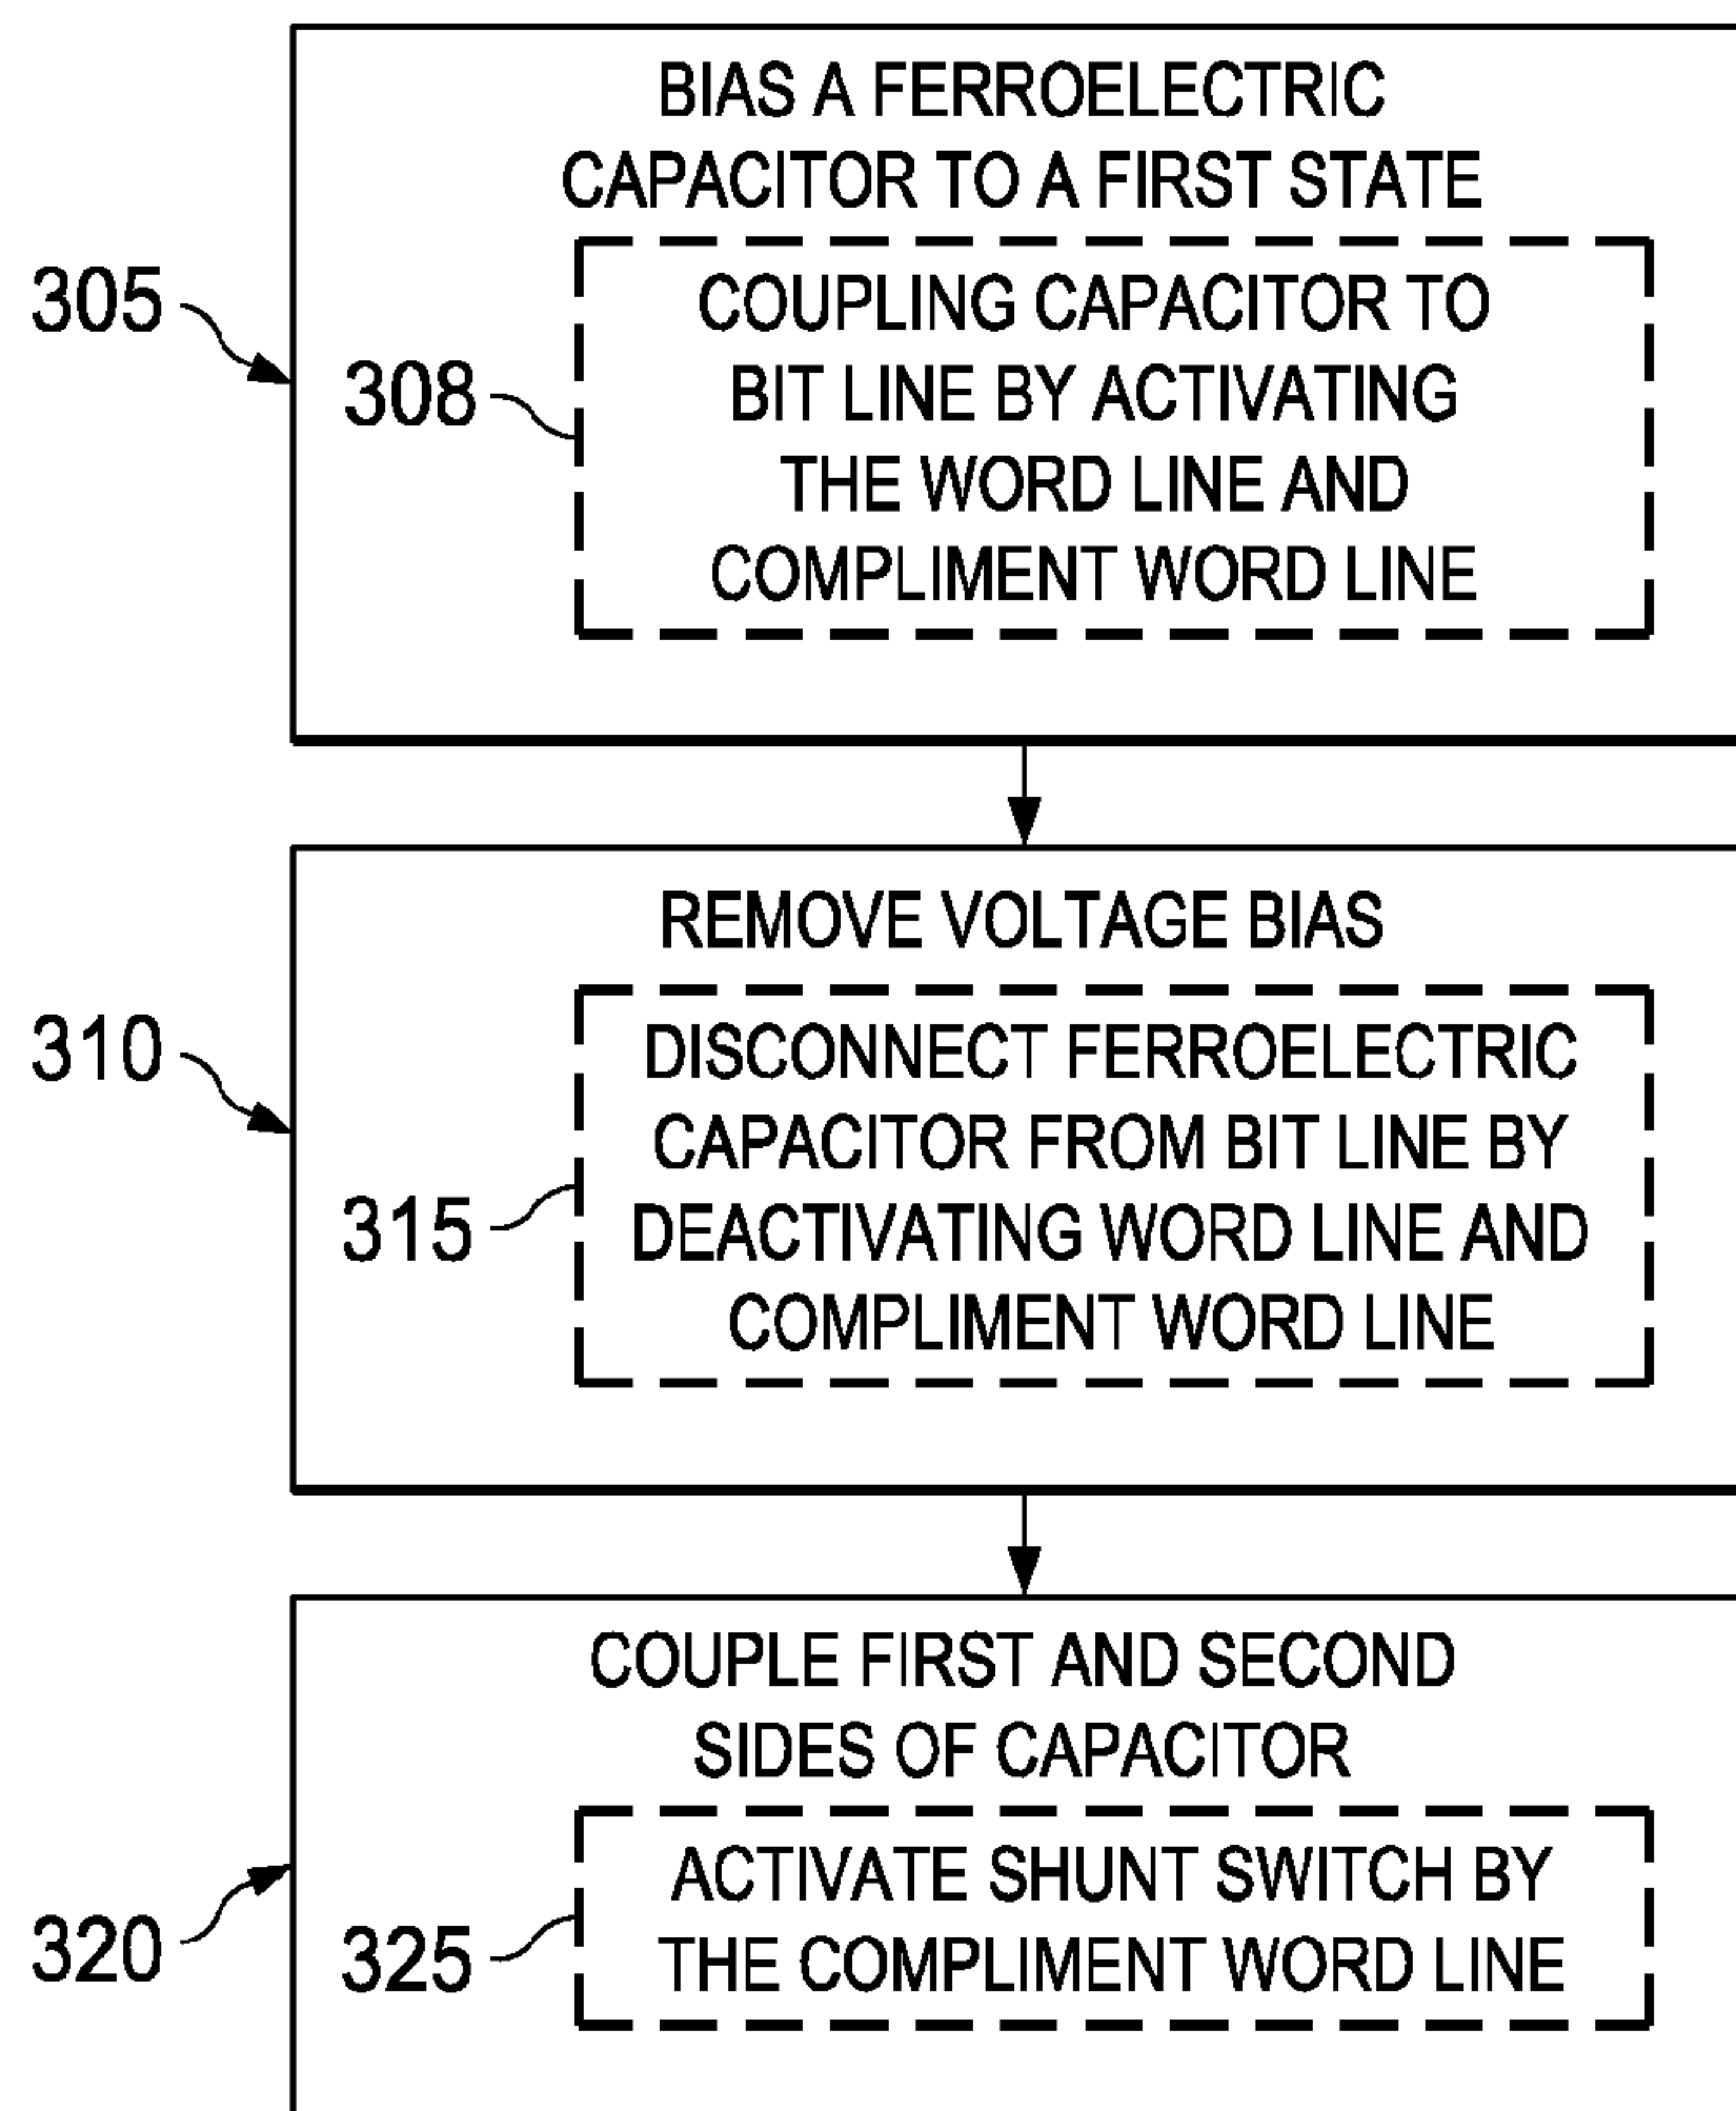 BIAS A FERROELECTRIC
CAPACITOR TO A FIRST STATE
305
COUPLING CAPACITOR TO
308
BIT LINE BY ACTIVATING
THE WORD LINE AND
COMPLIMENT WORD LINE
REMOVE VOLTAGE BIAS
310
DISCONNECT FERROELECTRIC
CAPACITOR FROM BIT LINE BY
315
DEACTIVATING WORD LINE AND
COMPLIMENT WORD LINE
COUPLE FIRST AND SECOND
SIDES OF CAPACITOR
320
325
ACTIVATE SHUNT SWITCH BY
THE COMPLIMENT WORD LINE